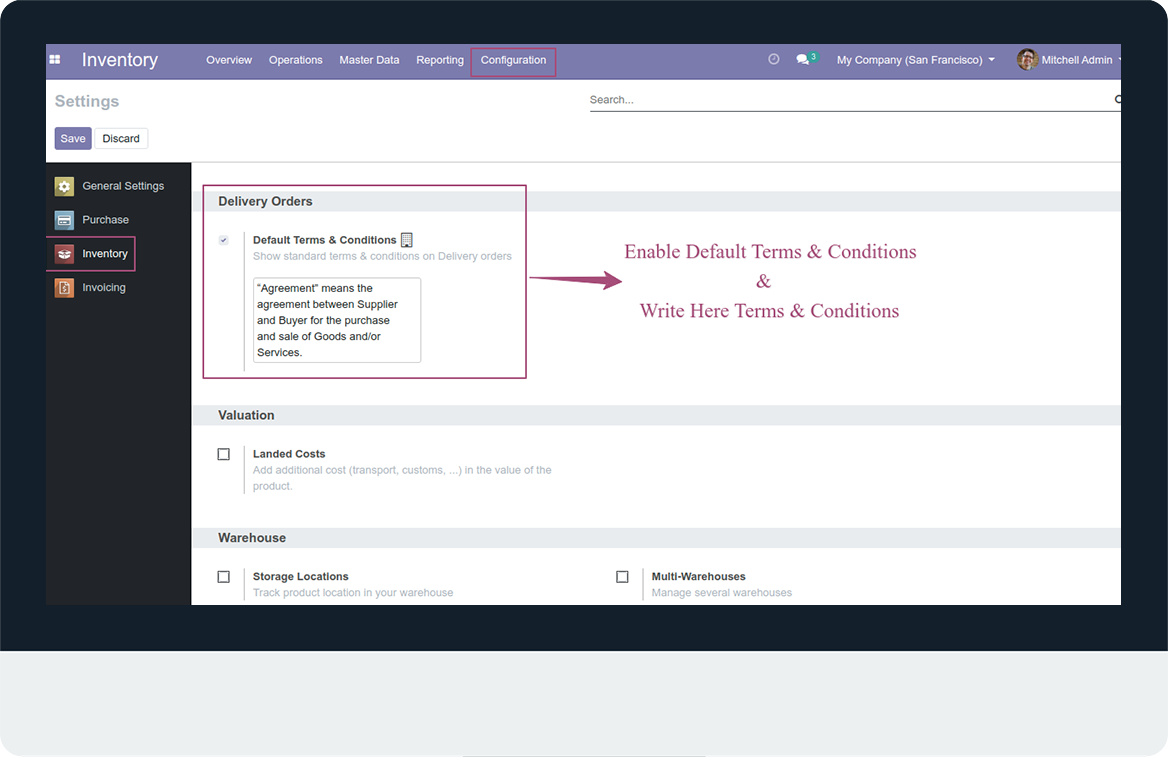 Inventory Overview Operations Master Data Reporting Configuration 3 My Company (San Francisco) Mitchell Admin
Settings
Search...
Save Discard
General Settings
Purchase
Inventory
Invoicing
Delivery Orders
Default Terms & Conditions
Show standard terms & conditions on Delivery orders
“Agreement” means the
agreement between Supplier
and Buyer for the purchase
and sale of Goods and/or
Services.
Enable Default Terms & Conditions
&
Write Here Terms & Conditions
Valuation
Landed Costs
Add additional cost (transport, customs, ...) in the value of the
product.
Warehouse
Storage Locations
Track product location in your warehouse
Multi-Warehouses
Manage several warehouses